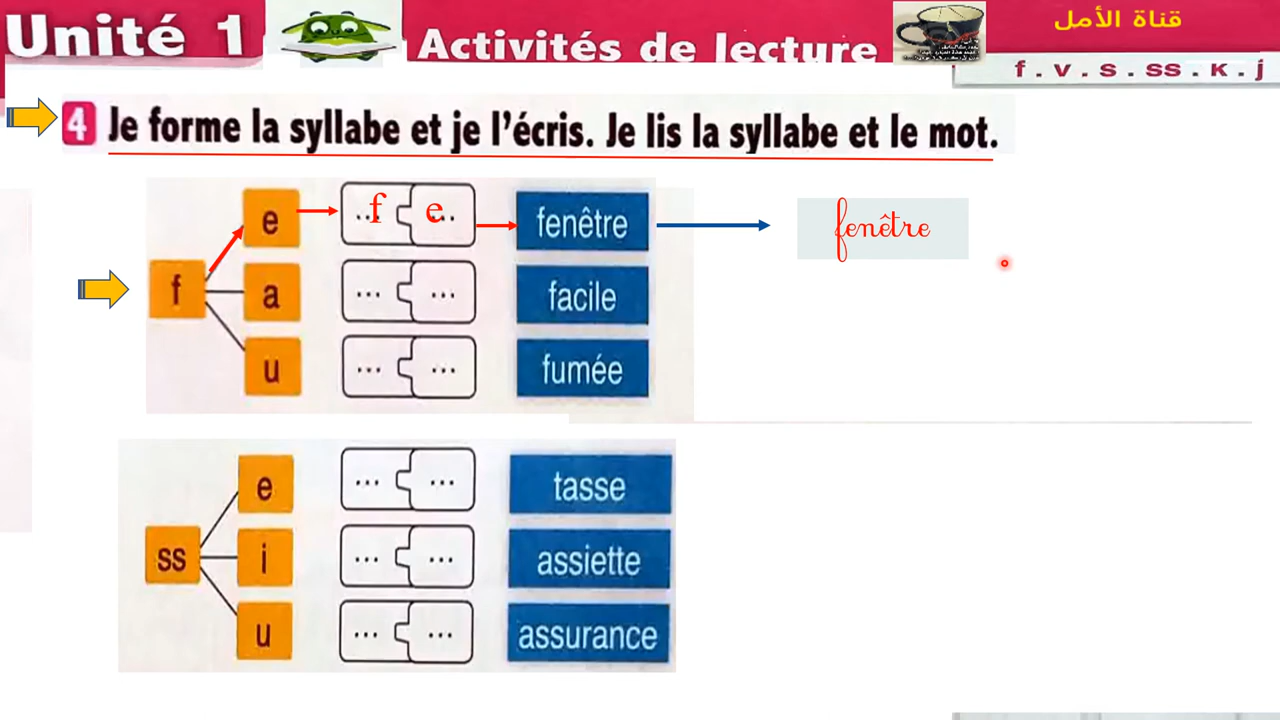 Unité 1
Activités de lecture
قناة الأمل
f . v . s . ss . k . j
4 Je forme la syllabe et je l'écris. Je lis la syllabe et le mot.
f
e ... f ... e fenêtre fenêtre
a ... ... facile
u ... ... fumée
ss
e ... ... tasse
i ... ... assiette
u ... ... assurance